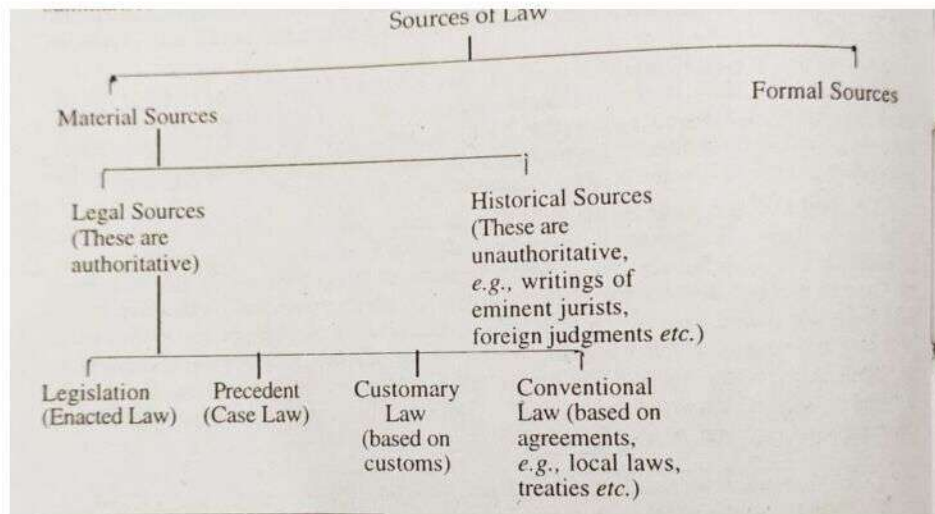 Sources of Law
Formal Sources
Material Sources
Legal Sources
(These are
authoritative)
Historical Sources
(These are
unauthoritative,
e.g., writings of
eminent jurists,
foreign judgments etc.)
Legislation
(Enacted Law)
Precedent
(Case Law)
Customary
Law
(based on
customs)
Conventional
Law (based on
agreements,
e.g., local laws,
treaties etc.)